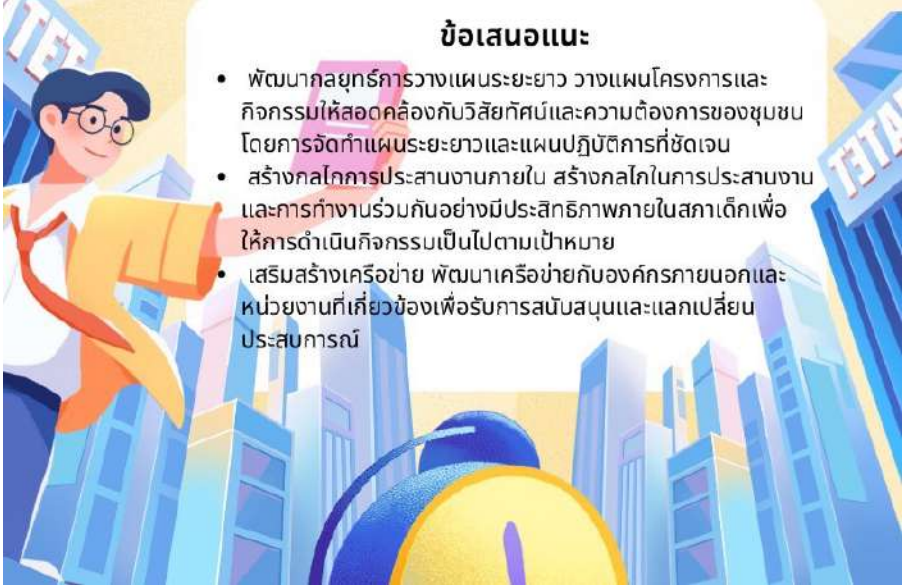 ข้อเสนอแนะ
• พัฒนากลยุทธ์การวางแผนระยะยาว วางแผนโครงการและ
กิจกรรมให้สอดคล้องกับวิสัยทัศน์และความต้องการของชุมชน
โดยการจัดทำแผนระยะยาวและแผนปฏิบัติการที่ชัดเจน
• สร้างกลไกการประสานงานภายใน สร้างกลไกในการประสานงาน
และการทำงานร่วมกันอย่างมีประสิทธิภาพภายในสภาเด็กเพื่อ
ให้การดำเนินกิจกรรมเป็นไปตามเป้าหมาย
• เสริมสร้างเครือข่าย พัฒนาเครือข่ายกับองค์กรภายนอกและ
หน่วยงานที่เกี่ยวข้องเพื่อรับการสนับสนุนและแลกเปลี่ยน
ประสบการณ์